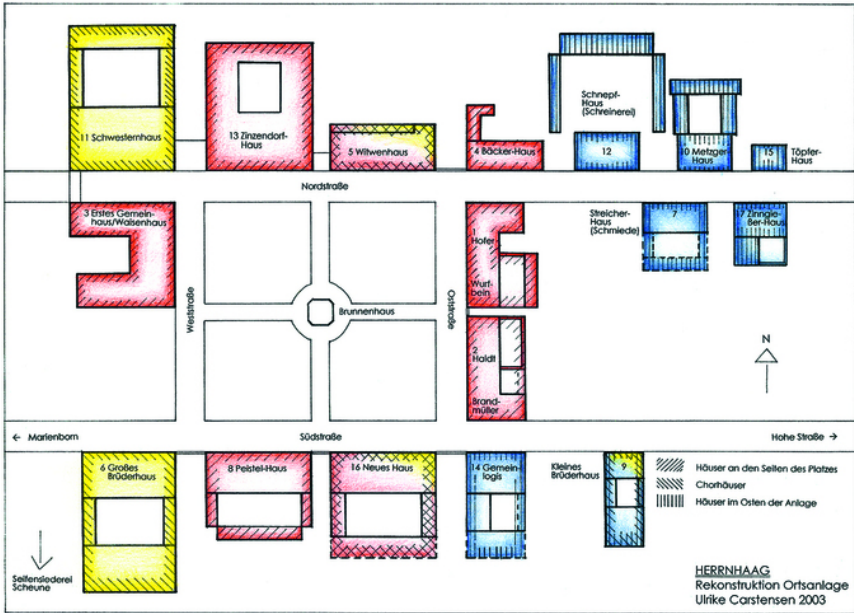 Schnepf-
Haus
(Schreinerei)
11 Schwesternhaus
13 Zinzendorf-
Haus
5 Witwenhaus
4 Bäcker-Haus
12
10 Metzger-
Haus
15
Töpfer-
Haus
Nordstraße
3 Erstes Gemein-
haus/Waisenhaus
1
Hofer
Wurf-
bein
Streicher-
Haus
(Schmiede)
7
17 Zinngie-
ßer-Haus
Weststraße
Brunnenhaus
Oststraße
2
Haidt
Brand-
müller
N
← Marienborn
Südstraße
Hohe Straße →
6 Großes
Brüderhaus
8 Peistel-Haus
16 Neues Haus
14 Gemein-
logis
Kleines
Brüderhaus
9
Häuser an den Seiten des Platzes
Chorhäuser
Häuser im Osten der Anlage
Seifensiederei
Scheune
HERRNHAAG
Rekonstruktion Ortsanlage
Ulrike Carstensen 2003